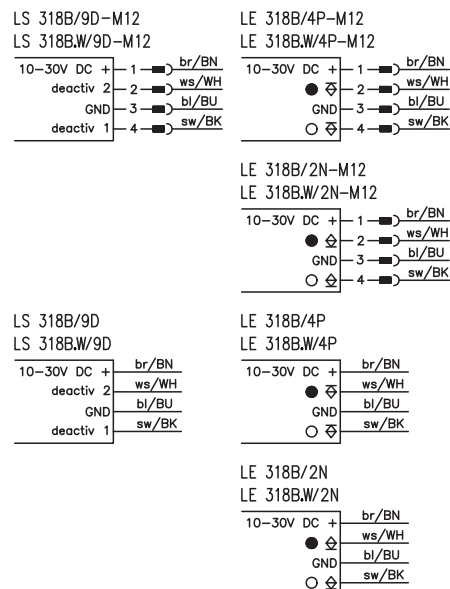 LS 318B/9D-M12
LS 318B.W/9D-M12
10-30V DC + 1 br/BN
deactiv 2 2 ws/WH
GND 3 bl/BU
deactiv 1 4 sw/BK
LE 318B/4P-M12
LE 318B.W/4P-M12
10-30V DC + 1 br/BN
2 ws/WH
GND 3 bl/BU
4 sw/BK
LE 318B/2N-M12
LE 318B.W/2N-M12
10-30V DC + 1 br/BN
2 ws/WH
GND 3 bl/BU
4 sw/BK
LS 318B/9D
LS 318B.W/9D
10-30V DC + br/BN
deactiv 2 ws/WH
GND bl/BU
deactiv 1 sw/BK
LE 318B/4P
LE 318B.W/4P
10-30V DC + br/BN
ws/WH
GND bl/BU
sw/BK
LE 318B/2N
LE 318B.W/2N
10-30V DC + br/BN
ws/WH
GND bl/BU
sw/BK